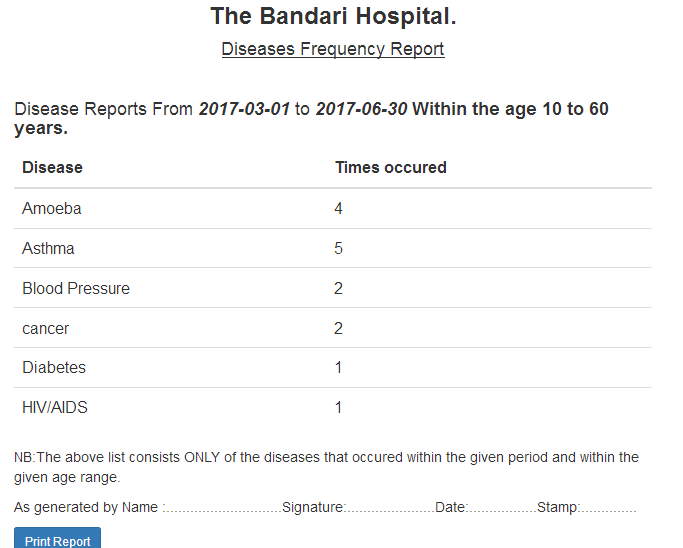 The Bandari Hospital.
Diseases Frequency Report
Disease Reports From 2017-03-01 to 2017-06-30 Within the age 10 to 60
years.
Disease Times occured
Amoeba 4
Asthma 5
Blood Pressure 2
cancer 2
Diabetes 1
HIV/AIDS 1
NB:The above list consists ONLY of the diseases that occured within the given period and within the
given age range.
As generated by Name :..............................Signature:.......................Date:..................Stamp:...............
Print Report